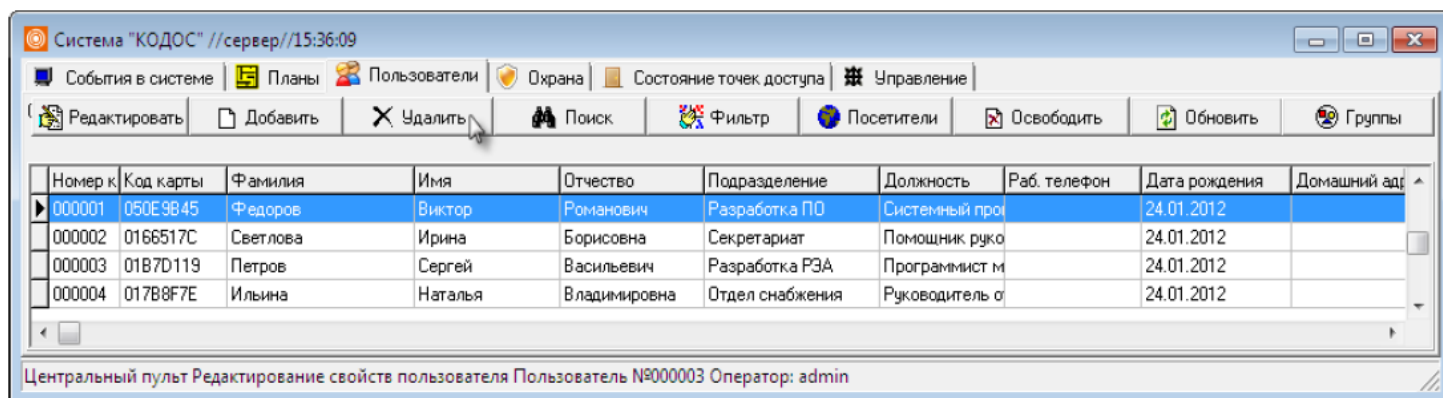 Система "КОДОС" //сервер//15:36:09
События в системе Планы Пользователи Охрана Состояние точек доступа Управление
Редактировать Добавить Удалить Поиск Фильтр Посетители Освободить Обновить Группы
Номер к Код карты Фамилия Имя Отчество Подразделение Должность Раб. телефон Дата рождения Домашний адр
000001 050E9B45 Федоров Виктор Романович Разработка ПО Системный прог 24.01.2012
000002 0166517C Светлова Ирина Борисовна Секретариат Помощник руко 24.01.2012
000003 01B7D119 Петров Сергей Васильевич Разработка РЭА Программист м 24.01.2012
000004 017B8F7E Ильина Наталья Владимировна Отдел снабжения Руководитель о 24.01.2012
Центральный пульт Редактирование свойств пользователя Пользователь №000003 Оператор: admin